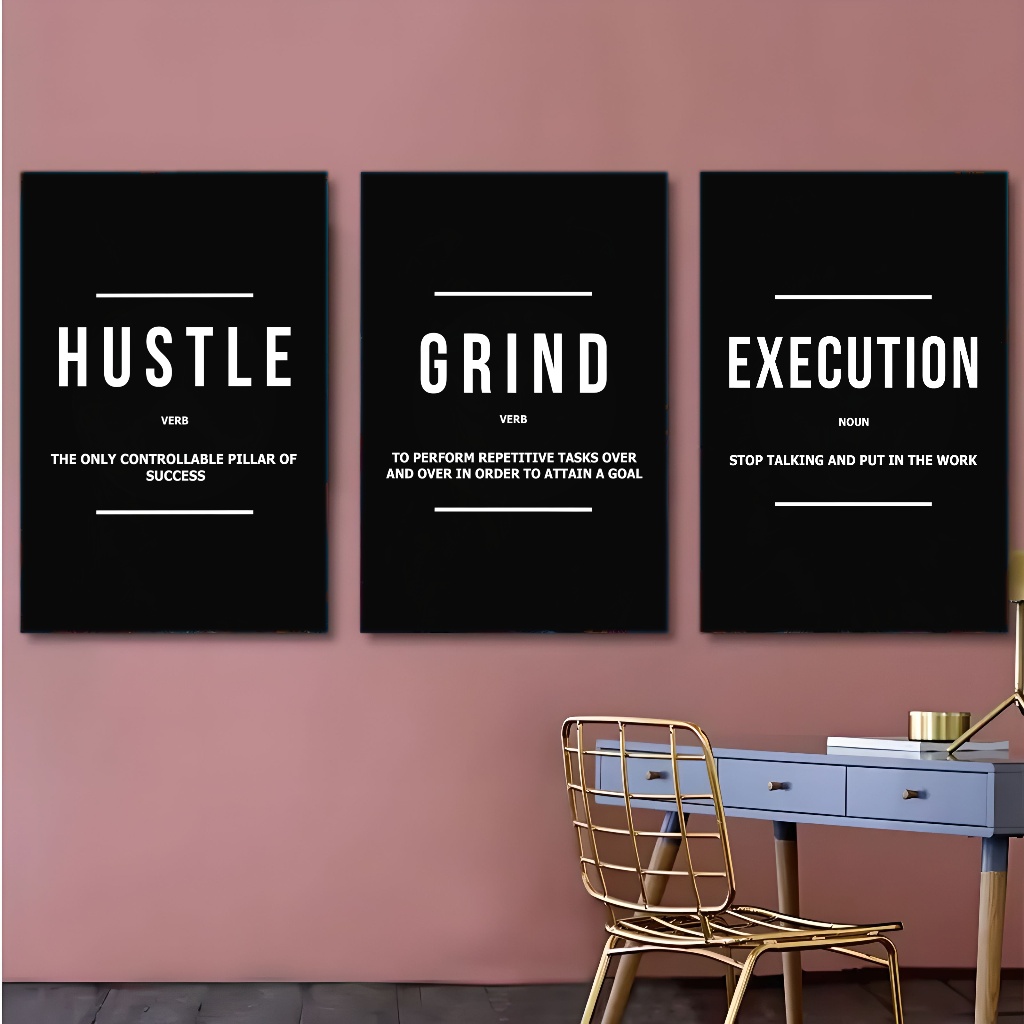 HUSTLE
VERB
THE ONLY CONTROLLABLE PILLAR OF
SUCCESS
GRIND
VERB
TO PERFORM REPETITIVE TASKS OVER
AND OVER IN ORDER TO ATTAIN A GOAL
EXECUTION
NOUN
STOP TALKING AND PUT IN THE WORK